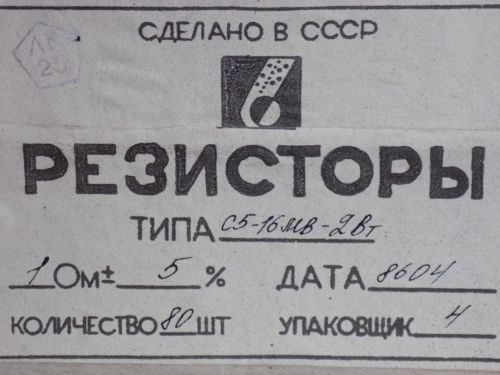 СДЕЛАНО В СССР
РЕЗИСТОРЫ
ТИПА С5-16МВ-2Вт
1 Ом ± 5 % ДАТА 8604
КОЛИЧЕСТВО 80 ШТ УПАКОВЩИК 4